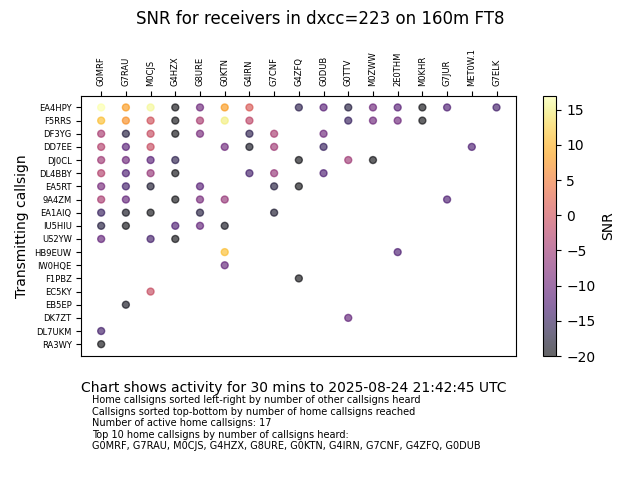 SNR for receivers in dxcc=223 on 160m FT8
G0MRF
G7RAU
M0CJS
G4HZX
G8URE
G0KTN
G4IRN
G7CNF
G4ZFQ
G0DUB
G0TTV
M0ZWW
2E0THM
M0KHR
G7JUR
MET0W.1
G7ELK
Transmitting callsign
EA4HPY
F5RRS
DF3YG
DD7EE
DJ0CL
DL4BBY
EA5RT
9A4ZM
EA1AIQ
IU5HIU
US2YW
HB9EUW
IW0HQE
F1PBZ
EC5KY
EB5EP
DK7ZT
DL7UKM
RA3WY
15
10
5
0
−5
−10
−15
−20
SNR
Chart shows activity for 30 mins to 2025-08-24 21:42:45 UTC
Home callsigns sorted left-right by number of other callsigns heard
Callsigns sorted top-bottom by number of home callsigns reached
Number of active home callsigns: 17
Top 10 home callsigns by number of callsigns heard:
G0MRF, G7RAU, M0CJS, G4HZX, G8URE, G0KTN, G4IRN, G7CNF, G4ZFQ, G0DUB